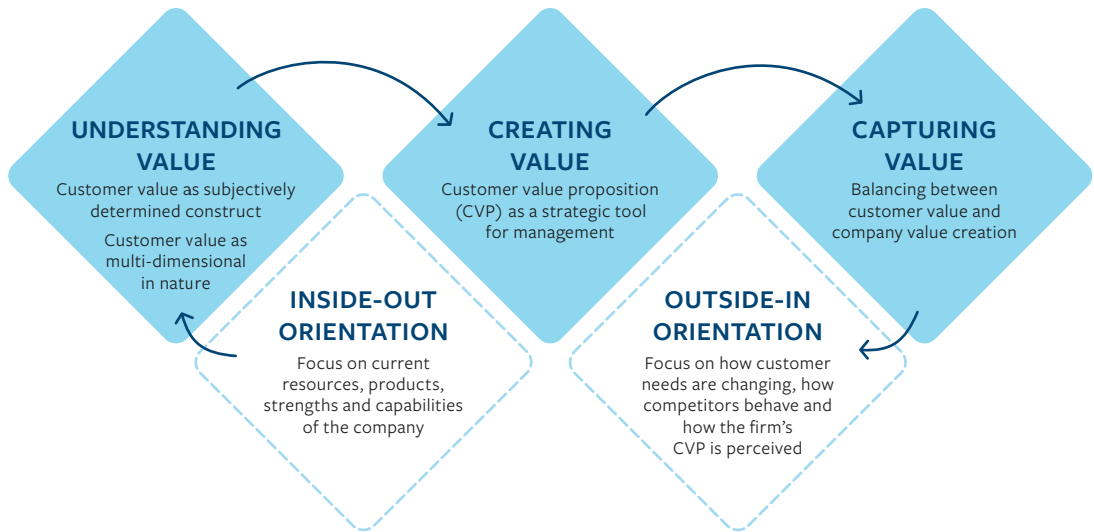 UNDERSTANDING
VALUE
Customer value as subjectively
determined construct
Customer value as
multi-dimensional
in nature
CREATING
VALUE
Customer value proposition
(CVP) as a strategic tool
for management
CAPTURING
VALUE
Balancing between
customer value and
company value creation
INSIDE-OUT
ORIENTATION
Focus on current
resources, products,
strengths and capabilities
of the company
OUTSIDE-IN
ORIENTATION
Focus on how customer
needs are changing, how
competitors behave and
how the firm's
CVP is perceived